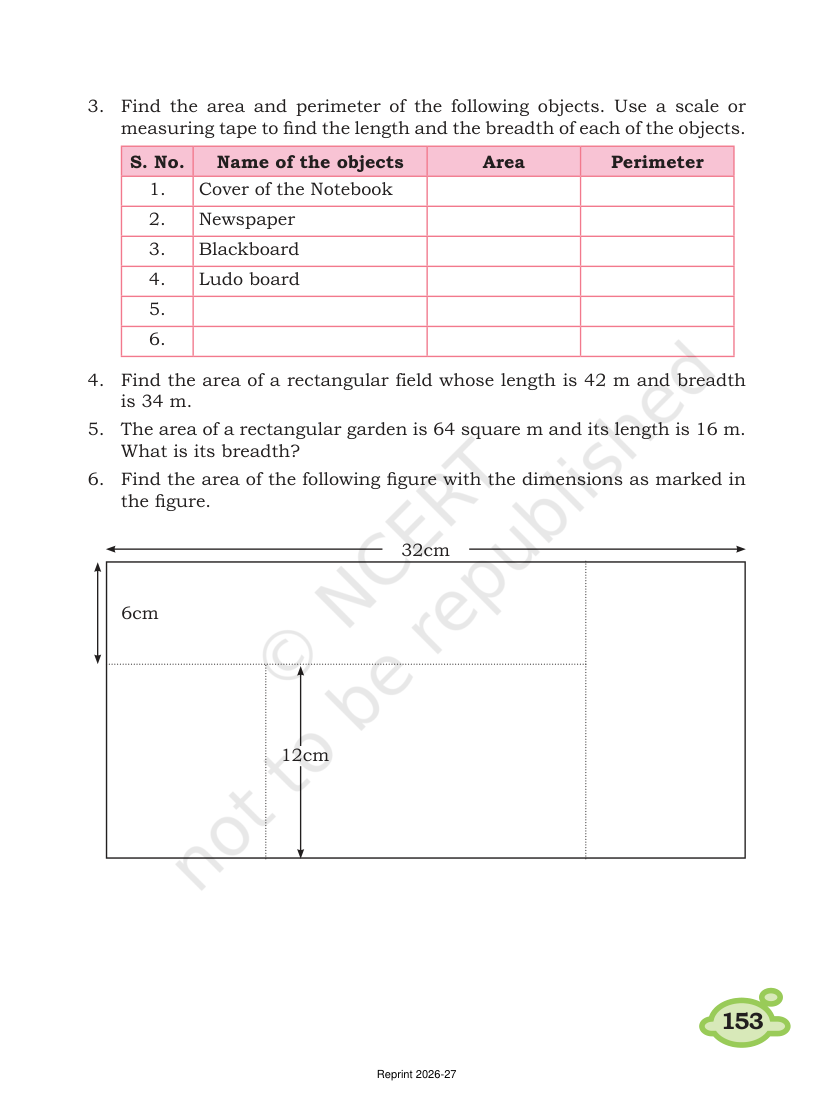 3. Find the area and perimeter of the following objects. Use a scale or
measuring tape to find the length and the breadth of each of the objects.
S. No. Name of the objects Area Perimeter
1. Cover of the Notebook
2. Newspaper
3. Blackboard
4. Ludo board
5.
6.
4. Find the area of a rectangular field whose length is 42 m and breadth
is 34 m.
5. The area of a rectangular garden is 64 square m and its length is 16 m.
What is its breadth?
6. Find the area of the following figure with the dimensions as marked in
the figure.
32cm
6cm
12cm
© NCERT
not to be republished
153
Reprint 2026-27